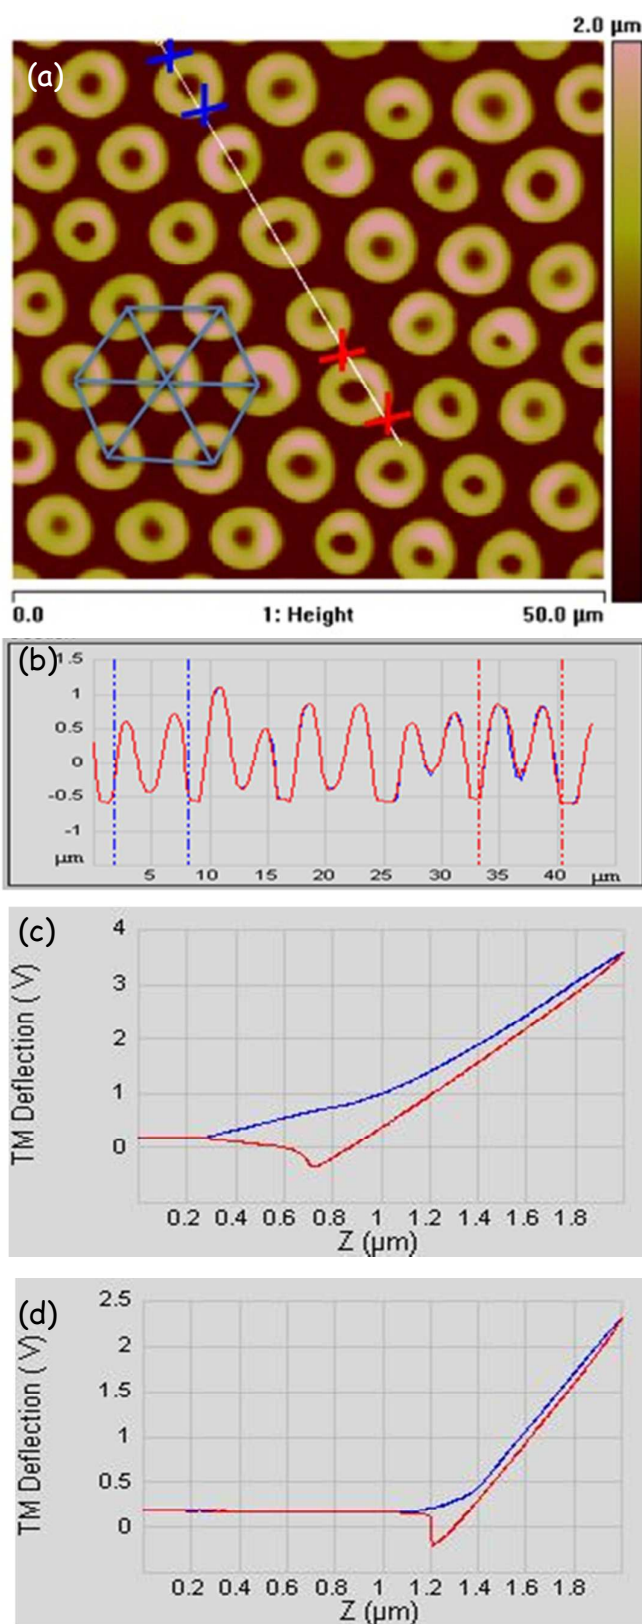 2.0 µm
(a)
0.0 1: Height 50.0 µm
(b)
1.5
1
0.5
0
-0.5
-1
µm
5 10 15 20 25 30 35 40 µm
(c)
4
3
2
1
0
TM Deflection ( V)
0.2 0.4 0.6 0.8 1 1.2 1.4 1.6 1.8
Z (µm)
(d)
2.5
2
1.5
1
0.5
0
TM Deflection ( V)
0.2 0.4 0.6 0.8 1 1.2 1.4 1.6 1.8
Z (µm)